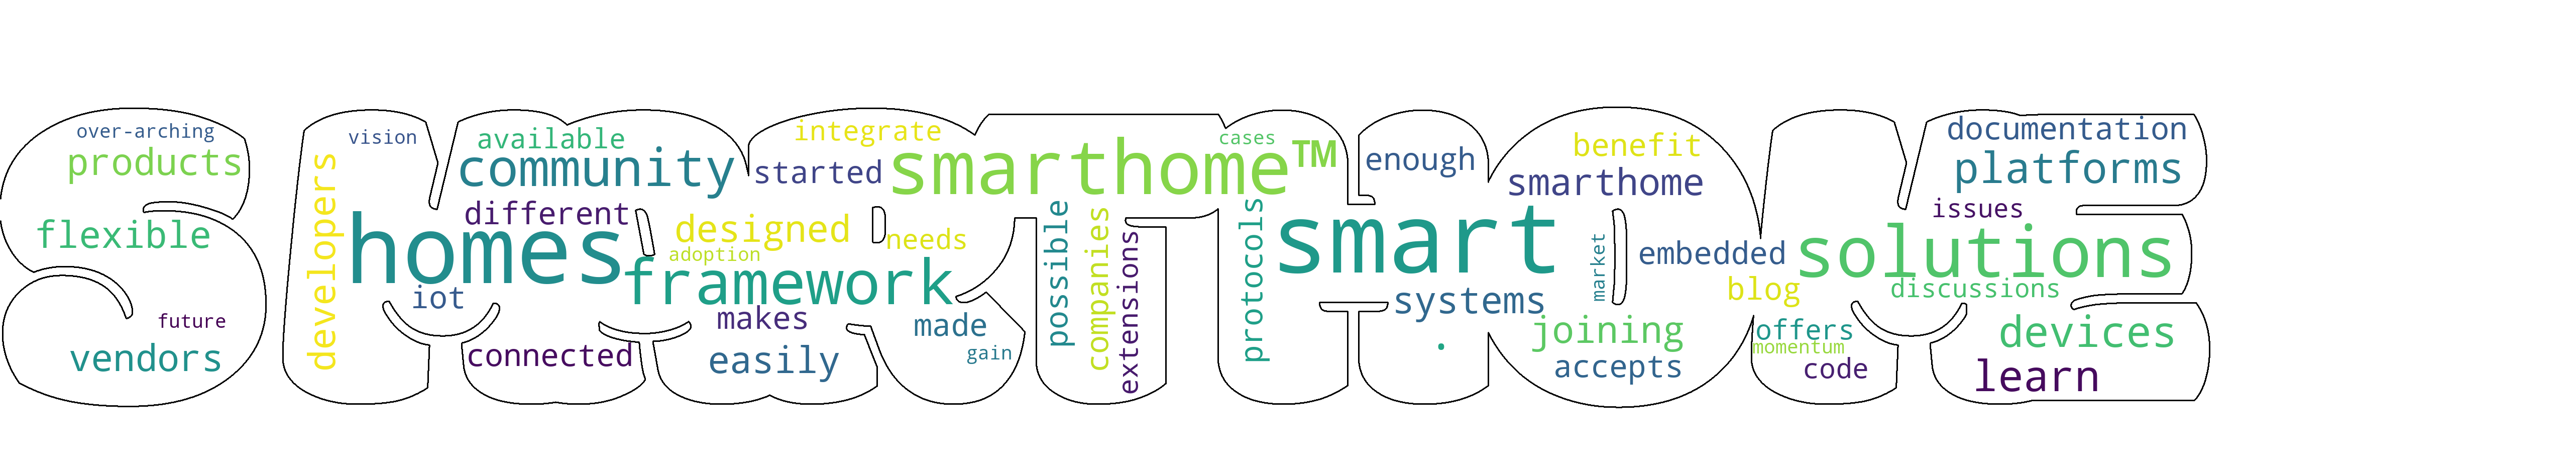 SMARTHOME
over-arching
products
flexible
future
vendors
developers
vision
homes
iot
available
community
different
connected
integrate
started
designed
needs
adoption
framework
makes
easily
made
gain
smarthome™
cases
possible
companies
extensions
protocols
enough
smart
systems
.
benefit
smarthome
market
embedded
joining
accepts
blog
offers
momentum
code
documentation
platforms
issues
solutions
discussions
devices
learn